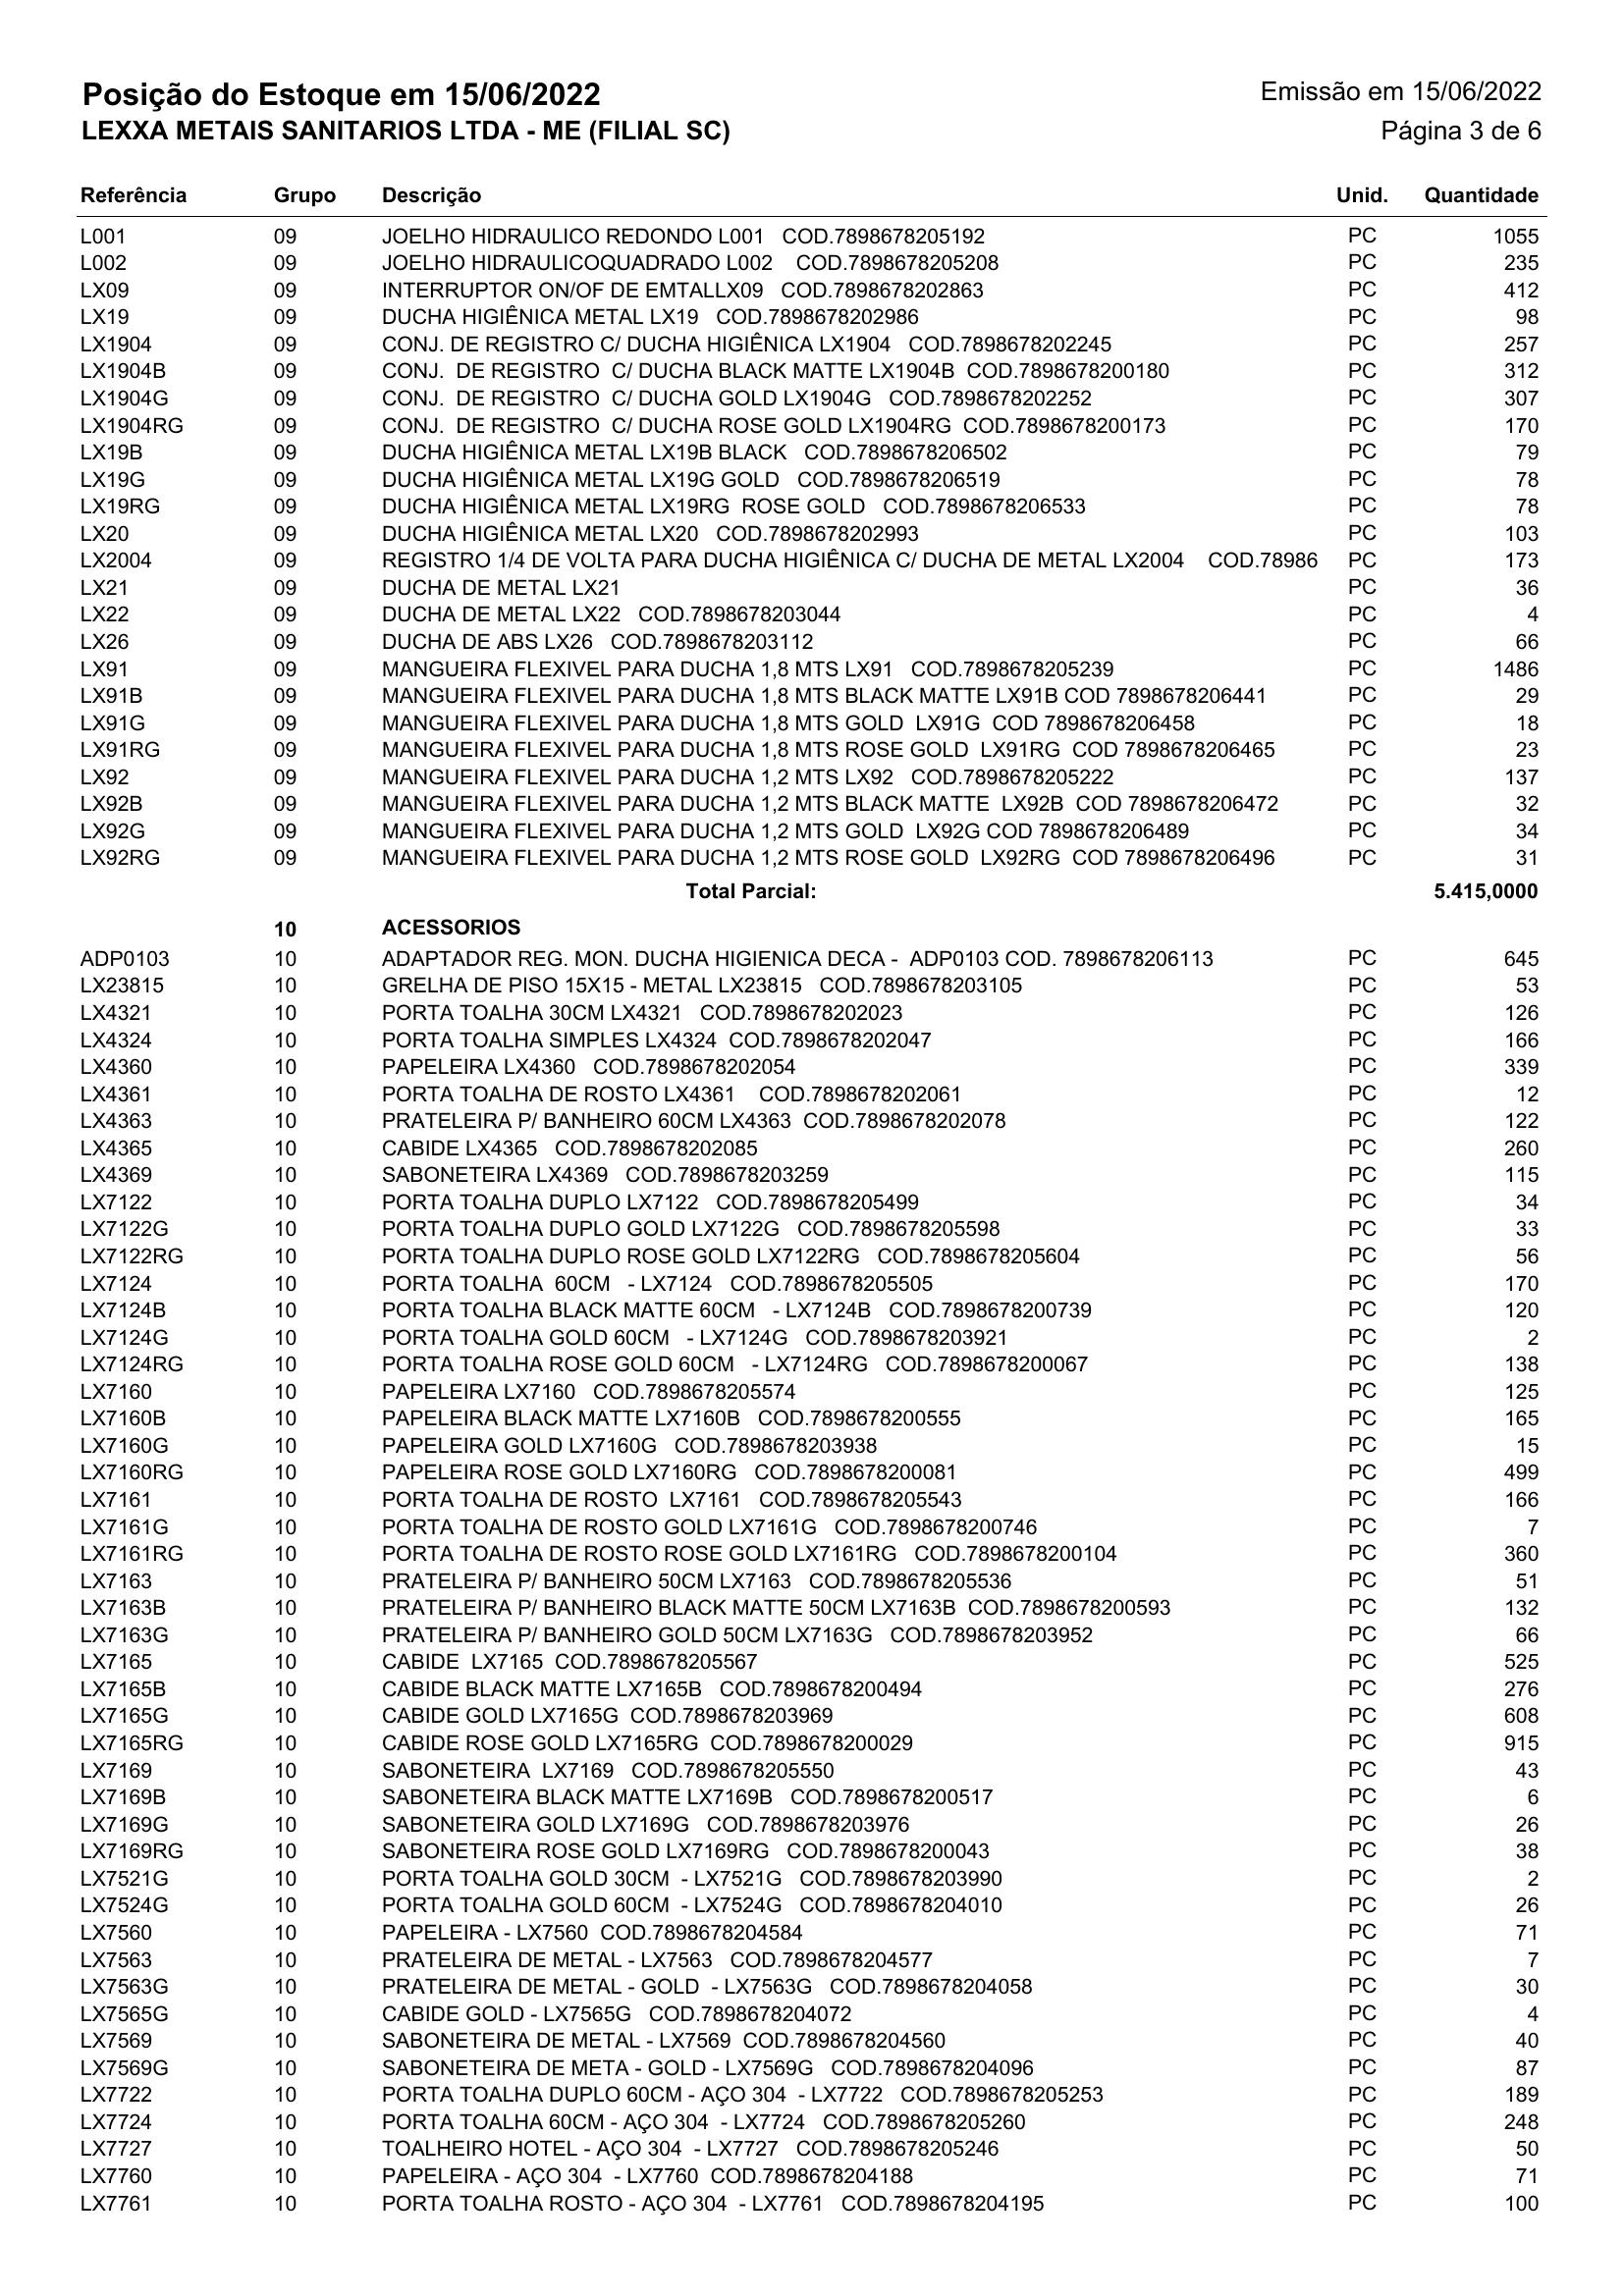 Posição do Estoque em 15/06/2022 Emissão em 15/06/2022
LEXXA METAIS SANITARIOS LTDA - ME (FILIAL SC) Página 3 de 6
Referência Grupo Descrição Unid. Quantidade
L001 09 JOELHO HIDRAULICO REDONDO L001 COD.7898678205192 PC 1055
L002 09 JOELHO HIDRAULICOQUADRADO L002 COD.7898678205208 PC 235
LX09 09 INTERRUPTOR ON/OF DE EMTALLX09 COD.7898678202863 PC 412
LX19 09 DUCHA HIGIÊNICA METAL LX19 COD.7898678202986 PC 98
LX1904 09 CONJ. DE REGISTRO C/ DUCHA HIGIÊNICA LX1904 COD.7898678202245 PC 257
LX1904B 09 CONJ. DE REGISTRO C/ DUCHA BLACK MATTE LX1904B COD.7898678200180 PC 312
LX1904G 09 CONJ. DE REGISTRO C/ DUCHA GOLD LX1904G COD.7898678202252 PC 307
LX1904RG 09 CONJ. DE REGISTRO C/ DUCHA ROSE GOLD LX1904RG COD.7898678200173 PC 170
LX19B 09 DUCHA HIGIÊNICA METAL LX19B BLACK COD.7898678206502 PC 79
LX19G 09 DUCHA HIGIÊNICA METAL LX19G GOLD COD.7898678206519 PC 78
LX19RG 09 DUCHA HIGIÊNICA METAL LX19RG ROSE GOLD COD.7898678206533 PC 78
LX20 09 DUCHA HIGIÊNICA METAL LX20 COD.7898678202993 PC 103
LX2004 09 REGISTRO 1/4 DE VOLTA PARA DUCHA HIGIÊNICA C/ DUCHA DE METAL LX2004 COD.78986 PC 173
LX21 09 DUCHA DE METAL LX21 PC 36
LX22 09 DUCHA DE METAL LX22 COD.7898678203044 PC 4
LX26 09 DUCHA DE ABS LX26 COD.7898678203112 PC 66
LX91 09 MANGUEIRA FLEXIVEL PARA DUCHA 1,8 MTS LX91 COD.7898678205239 PC 1486
LX91B 09 MANGUEIRA FLEXIVEL PARA DUCHA 1,8 MTS BLACK MATTE LX91B COD 7898678206441 PC 29
LX91G 09 MANGUEIRA FLEXIVEL PARA DUCHA 1,8 MTS GOLD LX91G COD 7898678206458 PC 18
LX91RG 09 MANGUEIRA FLEXIVEL PARA DUCHA 1,8 MTS ROSE GOLD LX91RG COD 7898678206465 PC 23
LX92 09 MANGUEIRA FLEXIVEL PARA DUCHA 1,2 MTS LX92 COD.7898678205222 PC 137
LX92B 09 MANGUEIRA FLEXIVEL PARA DUCHA 1,2 MTS BLACK MATTE LX92B COD 7898678206472 PC 32
LX92G 09 MANGUEIRA FLEXIVEL PARA DUCHA 1,2 MTS GOLD LX92G COD 7898678206489 PC 34
LX92RG 09 MANGUEIRA FLEXIVEL PARA DUCHA 1,2 MTS ROSE GOLD LX92RG COD 7898678206496 PC 31
Total Parcial: 5.415,0000
10 ACESSORIOS
ADP0103 10 ADAPTADOR REG. MON. DUCHA HIGIENICA DECA - ADP0103 COD. 7898678206113 PC 645
LX23815 10 GRELHA DE PISO 15X15 - METAL LX23815 COD.7898678203105 PC 53
LX4321 10 PORTA TOALHA 30CM LX4321 COD.7898678202023 PC 126
LX4324 10 PORTA TOALHA SIMPLES LX4324 COD.7898678202047 PC 166
LX4360 10 PAPELEIRA LX4360 COD.7898678202054 PC 339
LX4361 10 PORTA TOALHA DE ROSTO LX4361 COD.7898678202061 PC 12
LX4363 10 PRATELEIRA P/ BANHEIRO 60CM LX4363 COD.7898678202078 PC 122
LX4365 10 CABIDE LX4365 COD.7898678202085 PC 260
LX4369 10 SABONETEIRA LX4369 COD.7898678203259 PC 115
LX7122 10 PORTA TOALHA DUPLO LX7122 COD.7898678205499 PC 34
LX7122G 10 PORTA TOALHA DUPLO GOLD LX7122G COD.7898678205598 PC 33
LX7122RG 10 PORTA TOALHA DUPLO ROSE GOLD LX7122RG COD.7898678205604 PC 56
LX7124 10 PORTA TOALHA 60CM - LX7124 COD.7898678205505 PC 170
LX7124B 10 PORTA TOALHA BLACK MATTE 60CM - LX7124B COD.7898678200739 PC 120
LX7124G 10 PORTA TOALHA GOLD 60CM - LX7124G COD.7898678203921 PC 2
LX7124RG 10 PORTA TOALHA ROSE GOLD 60CM - LX7124RG COD.7898678200067 PC 138
LX7160 10 PAPELEIRA LX7160 COD.7898678205574 PC 125
LX7160B 10 PAPELEIRA BLACK MATTE LX7160B COD.7898678200555 PC 165
LX7160G 10 PAPELEIRA GOLD LX7160G COD.7898678203938 PC 15
LX7160RG 10 PAPELEIRA ROSE GOLD LX7160RG COD.7898678200081 PC 499
LX7161 10 PORTA TOALHA DE ROSTO LX7161 COD.7898678205543 PC 166
LX7161G 10 PORTA TOALHA DE ROSTO GOLD LX7161G COD.7898678200746 PC 7
LX7161RG 10 PORTA TOALHA DE ROSTO ROSE GOLD LX7161RG COD.7898678200104 PC 360
LX7163 10 PRATELEIRA P/ BANHEIRO 50CM LX7163 COD.7898678205536 PC 51
LX7163B 10 PRATELEIRA P/ BANHEIRO BLACK MATTE 50CM LX7163B COD.7898678200593 PC 132
LX7163G 10 PRATELEIRA P/ BANHEIRO GOLD 50CM LX7163G COD.7898678203952 PC 66
LX7165 10 CABIDE LX7165 COD.7898678205567 PC 525
LX7165B 10 CABIDE BLACK MATTE LX7165B COD.7898678200494 PC 276
LX7165G 10 CABIDE GOLD LX7165G COD.7898678203969 PC 608
LX7165RG 10 CABIDE ROSE GOLD LX7165RG COD.7898678200029 PC 915
LX7169 10 SABONETEIRA LX7169 COD.7898678205550 PC 43
LX7169B 10 SABONETEIRA BLACK MATTE LX7169B COD.7898678200517 PC 6
LX7169G 10 SABONETEIRA GOLD LX7169G COD.7898678203976 PC 26
LX7169RG 10 SABONETEIRA ROSE GOLD LX7169RG COD.7898678200043 PC 38
LX7521G 10 PORTA TOALHA GOLD 30CM - LX7521G COD.7898678203990 PC 2
LX7524G 10 PORTA TOALHA GOLD 60CM - LX7524G COD.7898678204010 PC 26
LX7560 10 PAPELEIRA - LX7560 COD.7898678204584 PC 71
LX7563 10 PRATELEIRA DE METAL - LX7563 COD.7898678204577 PC 7
LX7563G 10 PRATELEIRA DE METAL - GOLD - LX7563G COD.7898678204058 PC 30
LX7565G 10 CABIDE GOLD - LX7565G COD.7898678204072 PC 4
LX7569 10 SABONETEIRA DE METAL - LX7569 COD.7898678204560 PC 40
LX7569G 10 SABONETEIRA DE META - GOLD - LX7569G COD.7898678204096 PC 87
LX7722 10 PORTA TOALHA DUPLO 60CM - AÇO 304 - LX7722 COD.7898678205253 PC 189
LX7724 10 PORTA TOALHA 60CM - AÇO 304 - LX7724 COD.7898678205260 PC 248
LX7727 10 TOALHEIRO HOTEL - AÇO 304 - LX7727 COD.7898678205246 PC 50
LX7760 10 PAPELEIRA - AÇO 304 - LX7760 COD.7898678204188 PC 71
LX7761 10 PORTA TOALHA ROSTO - AÇO 304 - LX7761 COD.7898678204195 PC 100